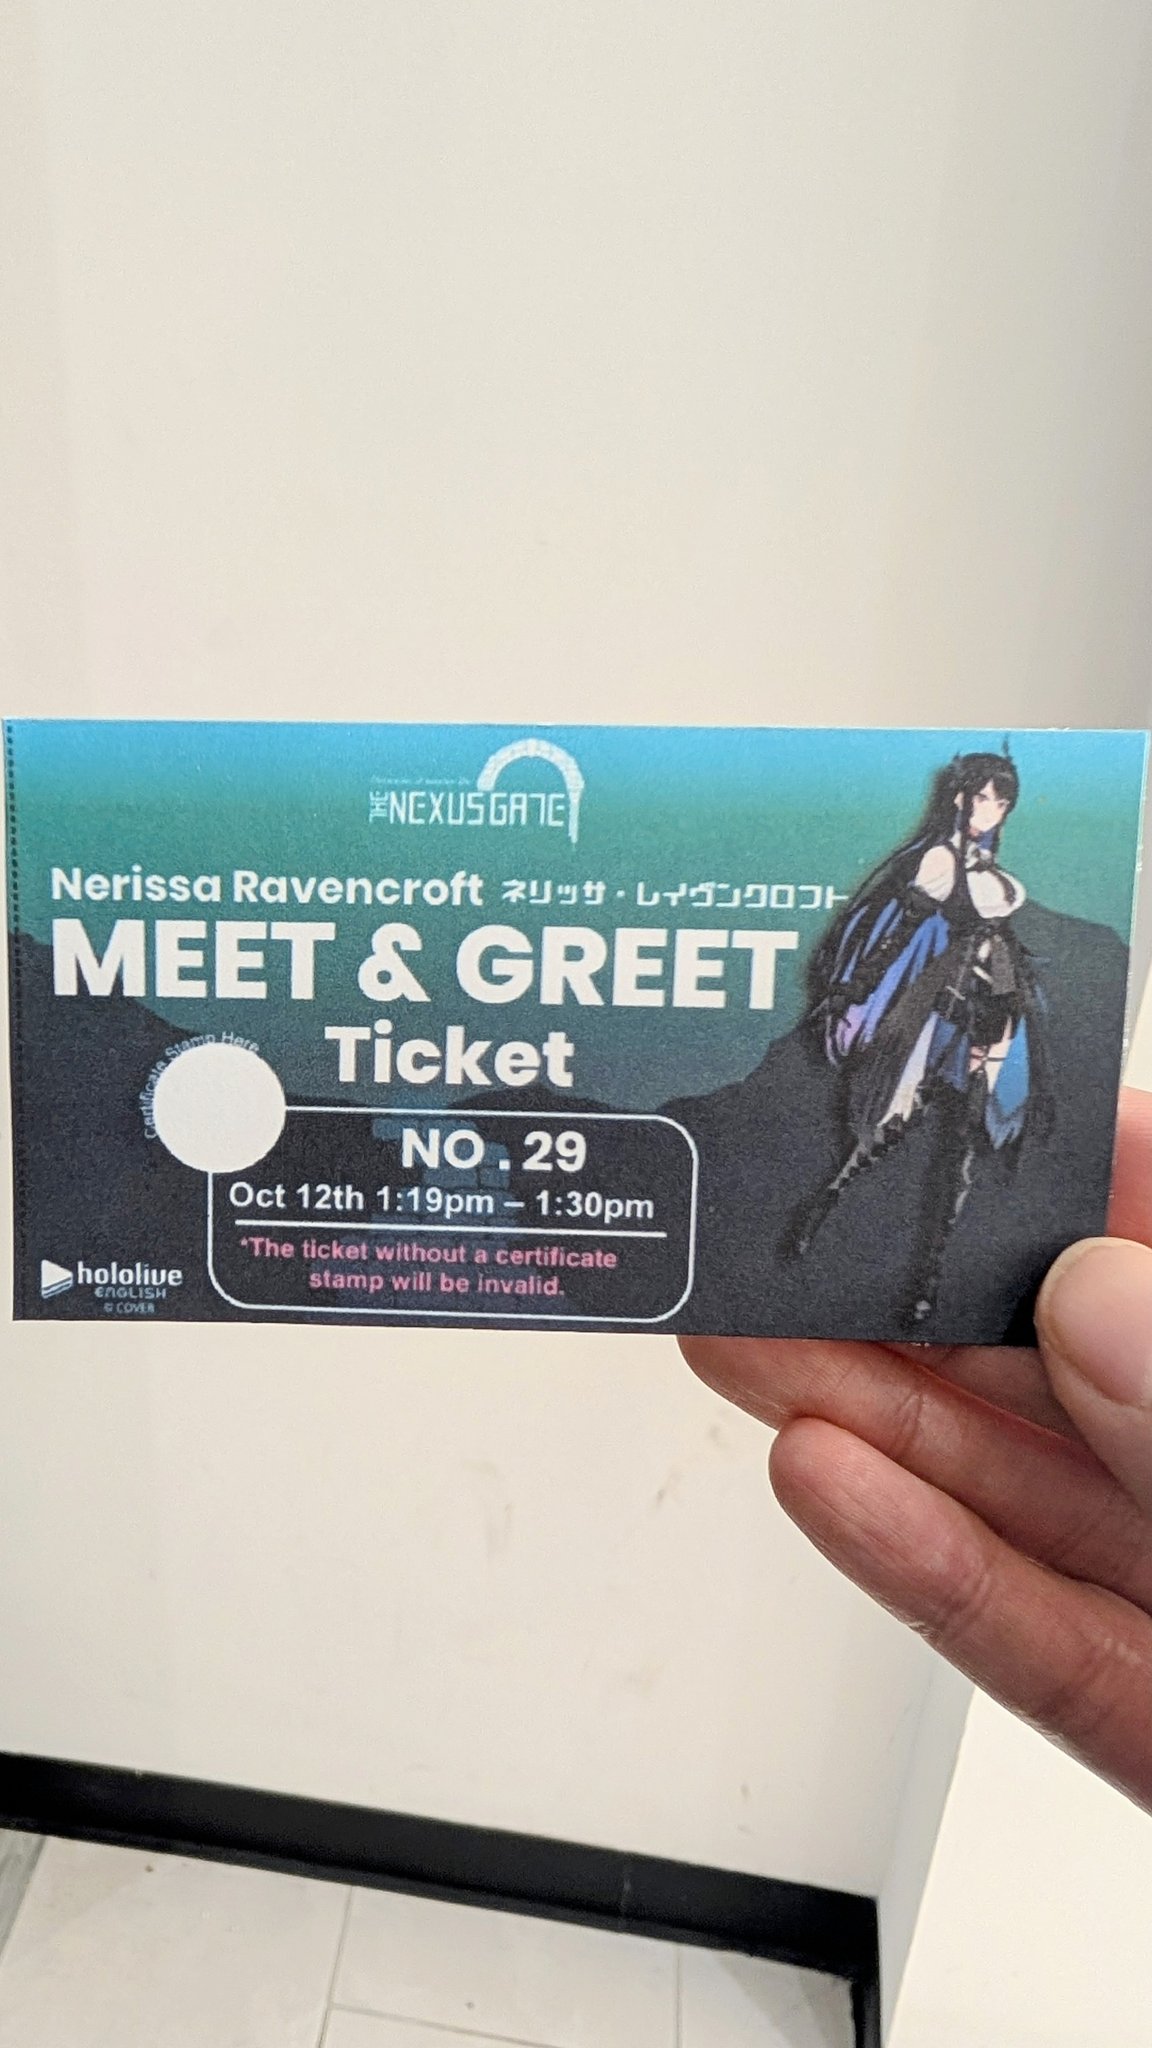 THE NEXUS GATE
Nerissa Ravencroft ネリッサ・レイヴンクロフト
MEET & GREET
Ticket
Certificate Stamp Here
NO. 29
Oct 12th 1:19pm – 1:30pm
*The ticket without a certificate
stamp will be invalid.
hololive
ENGLISH
© COVER